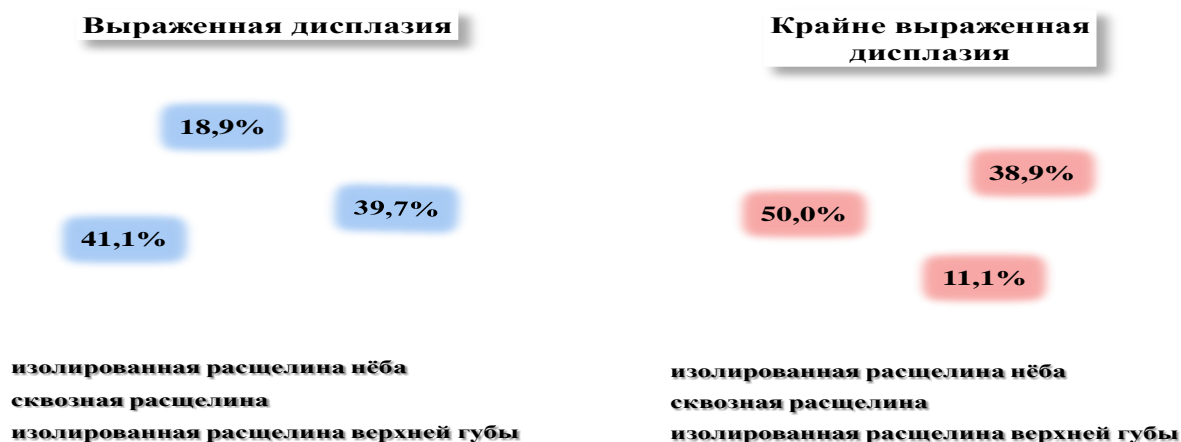 Выраженная дисплазия
18,9%
39,7%
41,1%
изолированная расщелина нёба
сквозная расщелина
изолированная расщелина верхней губы
Крайне выраженная
дисплазия
38,9%
50,0%
11,1%
изолированная расщелина нёба
сквозная расщелина
изолированная расщелина верхней губы